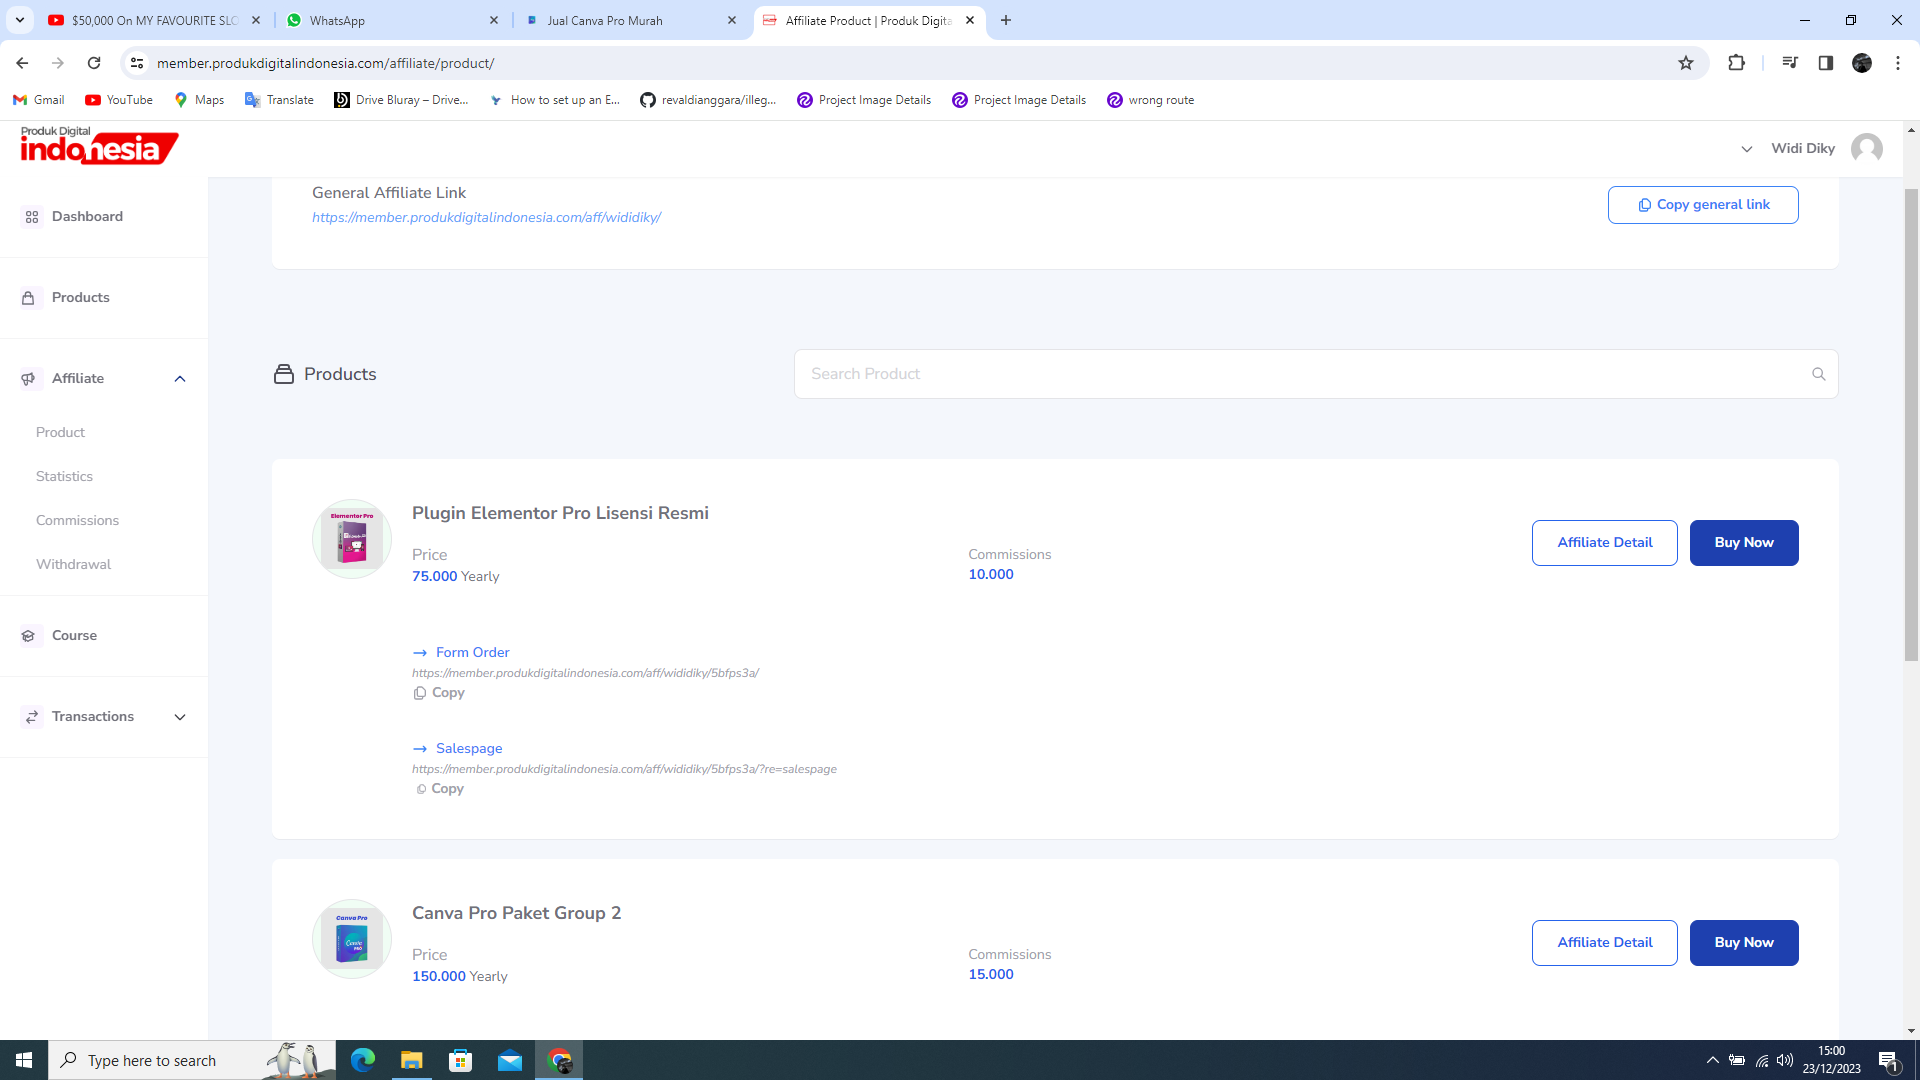 $50,000 On MY FAVOURITE SLO
WhatsApp
Jual Canva Pro Murah
Affiliate Product | Produk Digita
member.produkdigitalindonesia.com/affiliate/product/
Gmail
YouTube
Maps
Translate
Drive Bluray – Drive...
How to set up an E...
revaldianggara/illeg...
Project Image Details
Project Image Details
wrong route
Produk Digital
indonesia
Widi Diky
Dashboard
Products
Affiliate
Product
Statistics
Commissions
Withdrawal
Course
Transactions
General Affiliate Link
https://member.produkdigitalindonesia.com/aff/wididiky/
Copy general link
Products
Search Product
Elementor Pro
Plugin Elementor Pro Lisensi Resmi
Price
75.000 Yearly
Commissions
10.000
Affiliate Detail
Buy Now
Form Order
https://member.produkdigitalindonesia.com/aff/wididiky/5bfps3a/
Copy
Salespage
https://member.produkdigitalindonesia.com/aff/wididiky/5bfps3a/?re=salespage
Copy
Canva Pro
Canva Pro Paket Group 2
Price
150.000 Yearly
Commissions
15.000
Affiliate Detail
Buy Now
Type here to search
15:00
23/12/2023
1